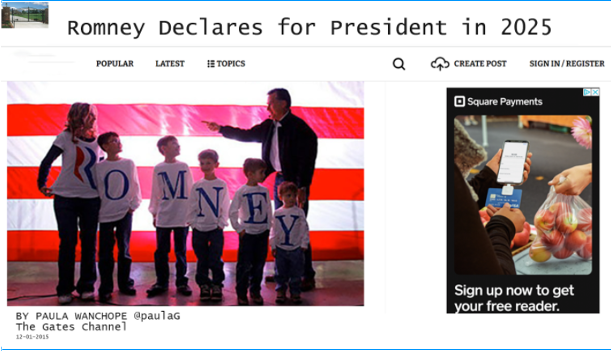 Romney Declares for President in 2025
POPULAR LATEST TOPICS CREATE POST SIGN IN / REGISTER
Square Payments
R O M N E Y
Sign up now to get
your free reader.
BY PAULA WANCHOPE @paulaG
The Gates Channel
12-01-2015